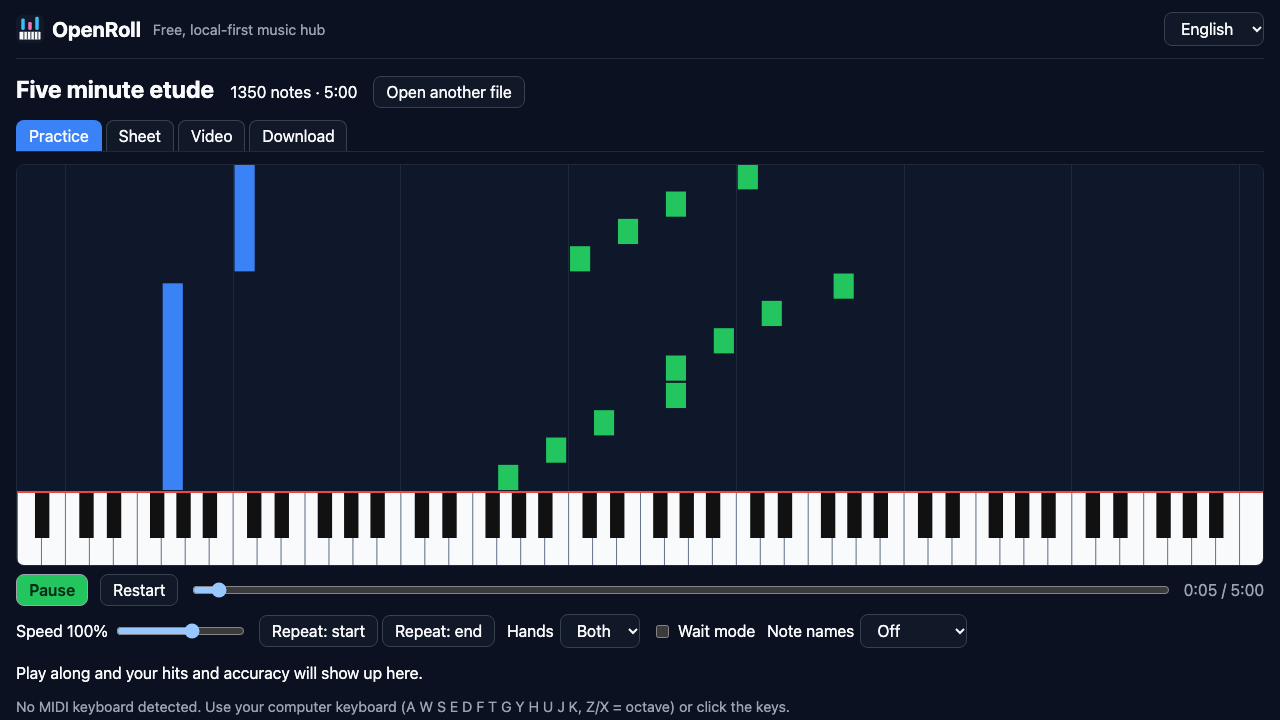 OpenRoll Free, local-first music hub English
Five minute etude 1350 notes · 5:00 Open another file
Practice Sheet Video Download
Pause Restart 0:05 / 5:00
Speed 100% Repeat: start Repeat: end Hands Both Wait mode Note names Off
Play along and your hits and accuracy will show up here.
No MIDI keyboard detected. Use your computer keyboard (A W S E D F T G Y H U J K, Z/X = octave) or click the keys.